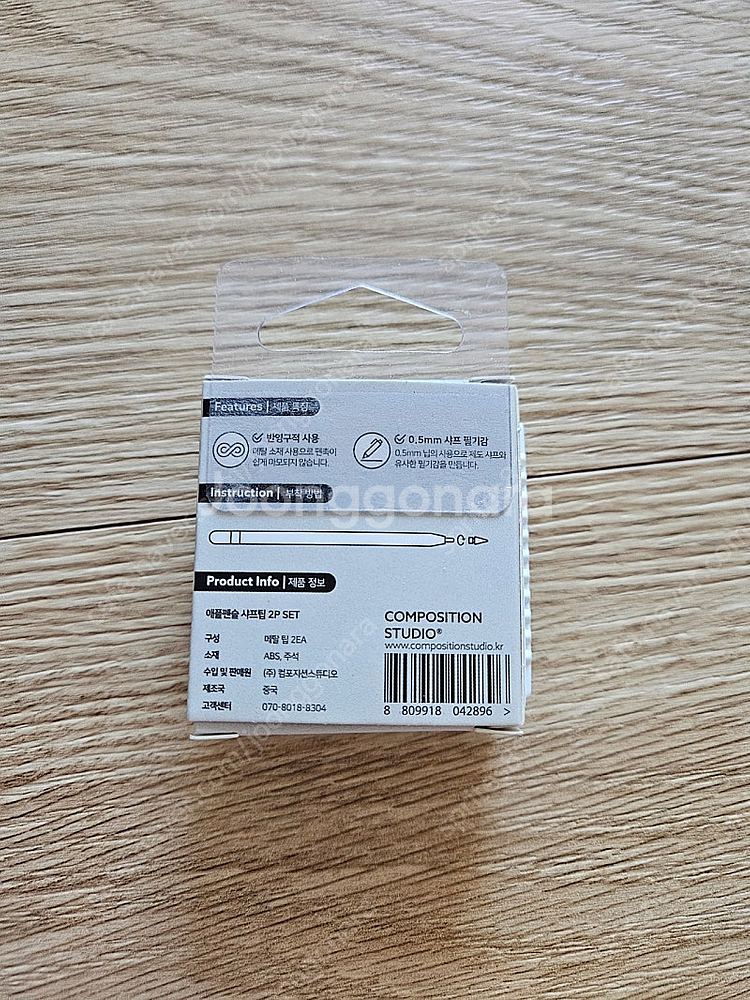 Features | 제품 특징
반영구적 사용
메탈 소재 사용으로 펜촉이
쉽게 마모되지 않습니다.
0.5mm 샤프 필기감
0.5mm 닙의 사용으로 제도 샤프와
유사한 필기감을 만듭니다.
Instruction | 부착 방법
Joonggonara
Product Info | 제품 정보
애플펜슬 샤프팁 2P SET
구성 메탈 팁 2EA
소재 ABS, 주석
수입 및 판매원 (주) 컴포지션스튜디오
제조국 중국
고객센터 070-8018-8304
COMPOSITION
STUDIO®
www.compositionstudio.kr
8 809918 042896 >